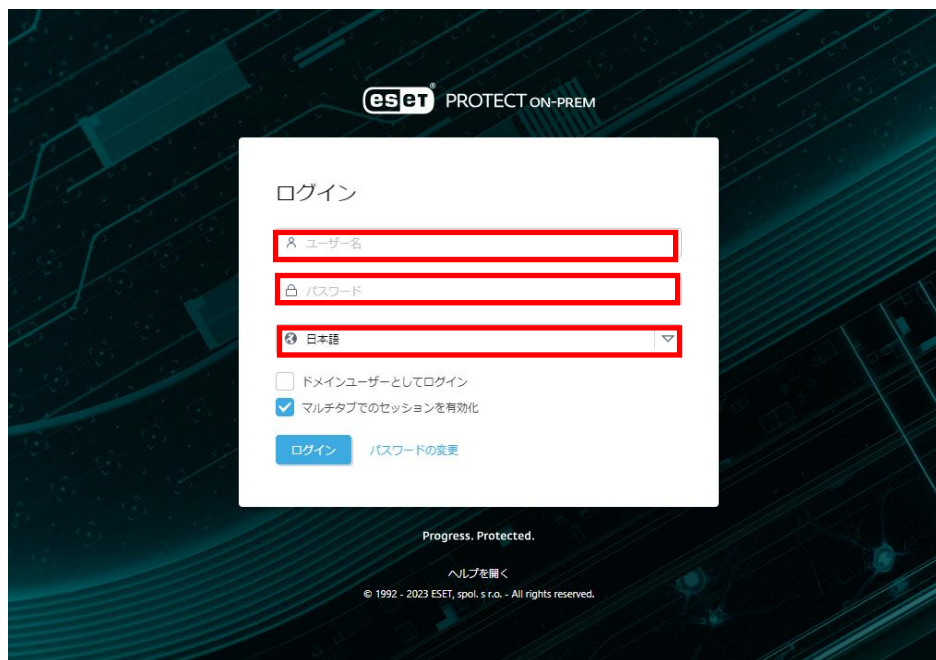 eset® PROTECT ON-PREM
ログイン
ユーザー名
パスワード
日本語
ドメインユーザーとしてログイン
マルチタブでのセッションを有効化
ログイン パスワードの変更
Progress. Protected.
ヘルプを開く
© 1992 - 2023 ESET, spol. s r.o. - All rights reserved.